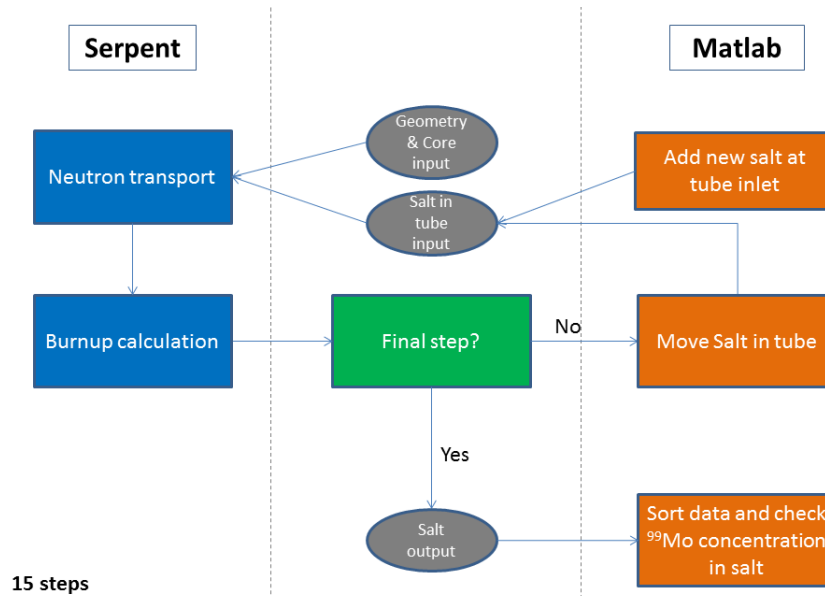 Serpent
Matlab
Geometry
& Core
input
Neutron transport
Add new salt at
tube inlet
Salt in
tube
input
Burnup calculation
Final step?
No
Move Salt in tube
Yes
Salt
output
Sort data and check
⁹⁹Mo concentration
in salt
15 steps